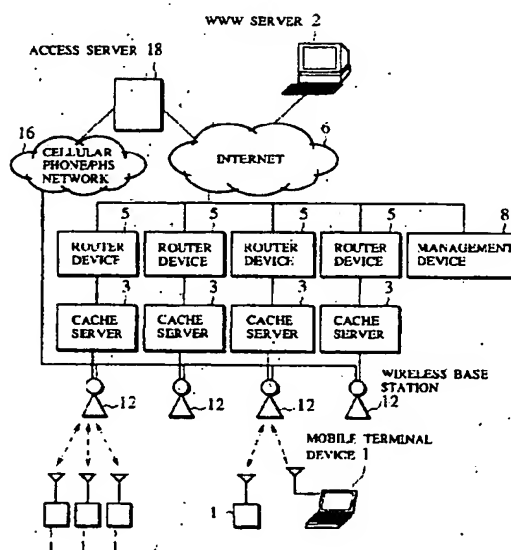 WWW SERVER 2
ACCESS SERVER 18
16
CELLULAR
PHONE/PHS
NETWORK
INTERNET
6
5 5 5 5 8
ROUTER
DEVICE
ROUTER
DEVICE
ROUTER
DEVICE
ROUTER
DEVICE
MANAGEMENT
DEVICE
3 3 3 3
CACHE
SERVER
CACHE
SERVER
CACHE
SERVER
CACHE
SERVER
WIRELESS BASE
STATION
12 12 12 12
MOBILE TERMINAL
DEVICE 1
1